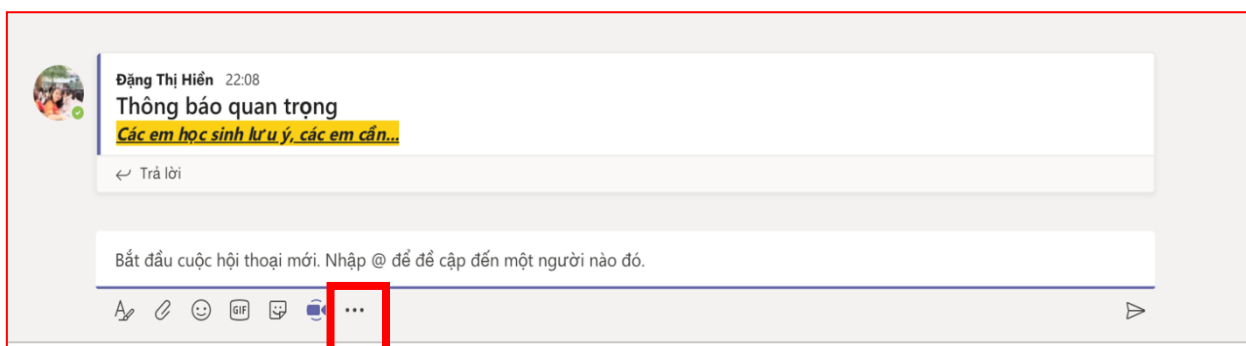 Đặng Thị Hiền 22:08
Thông báo quan trọng
Các em học sinh lưu ý, các em cần...
Trả lời
Bắt đầu cuộc hội thoại mới. Nhập @ để đề cập đến một người nào đó.
GIF